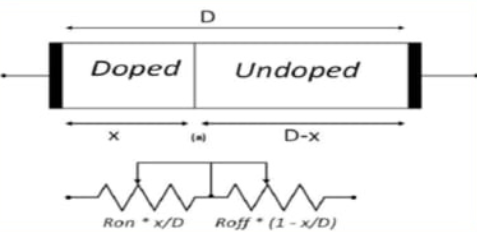 D
Doped Undoped
x (a) D-x
Ron * x/D Roff * (1 - x/D)